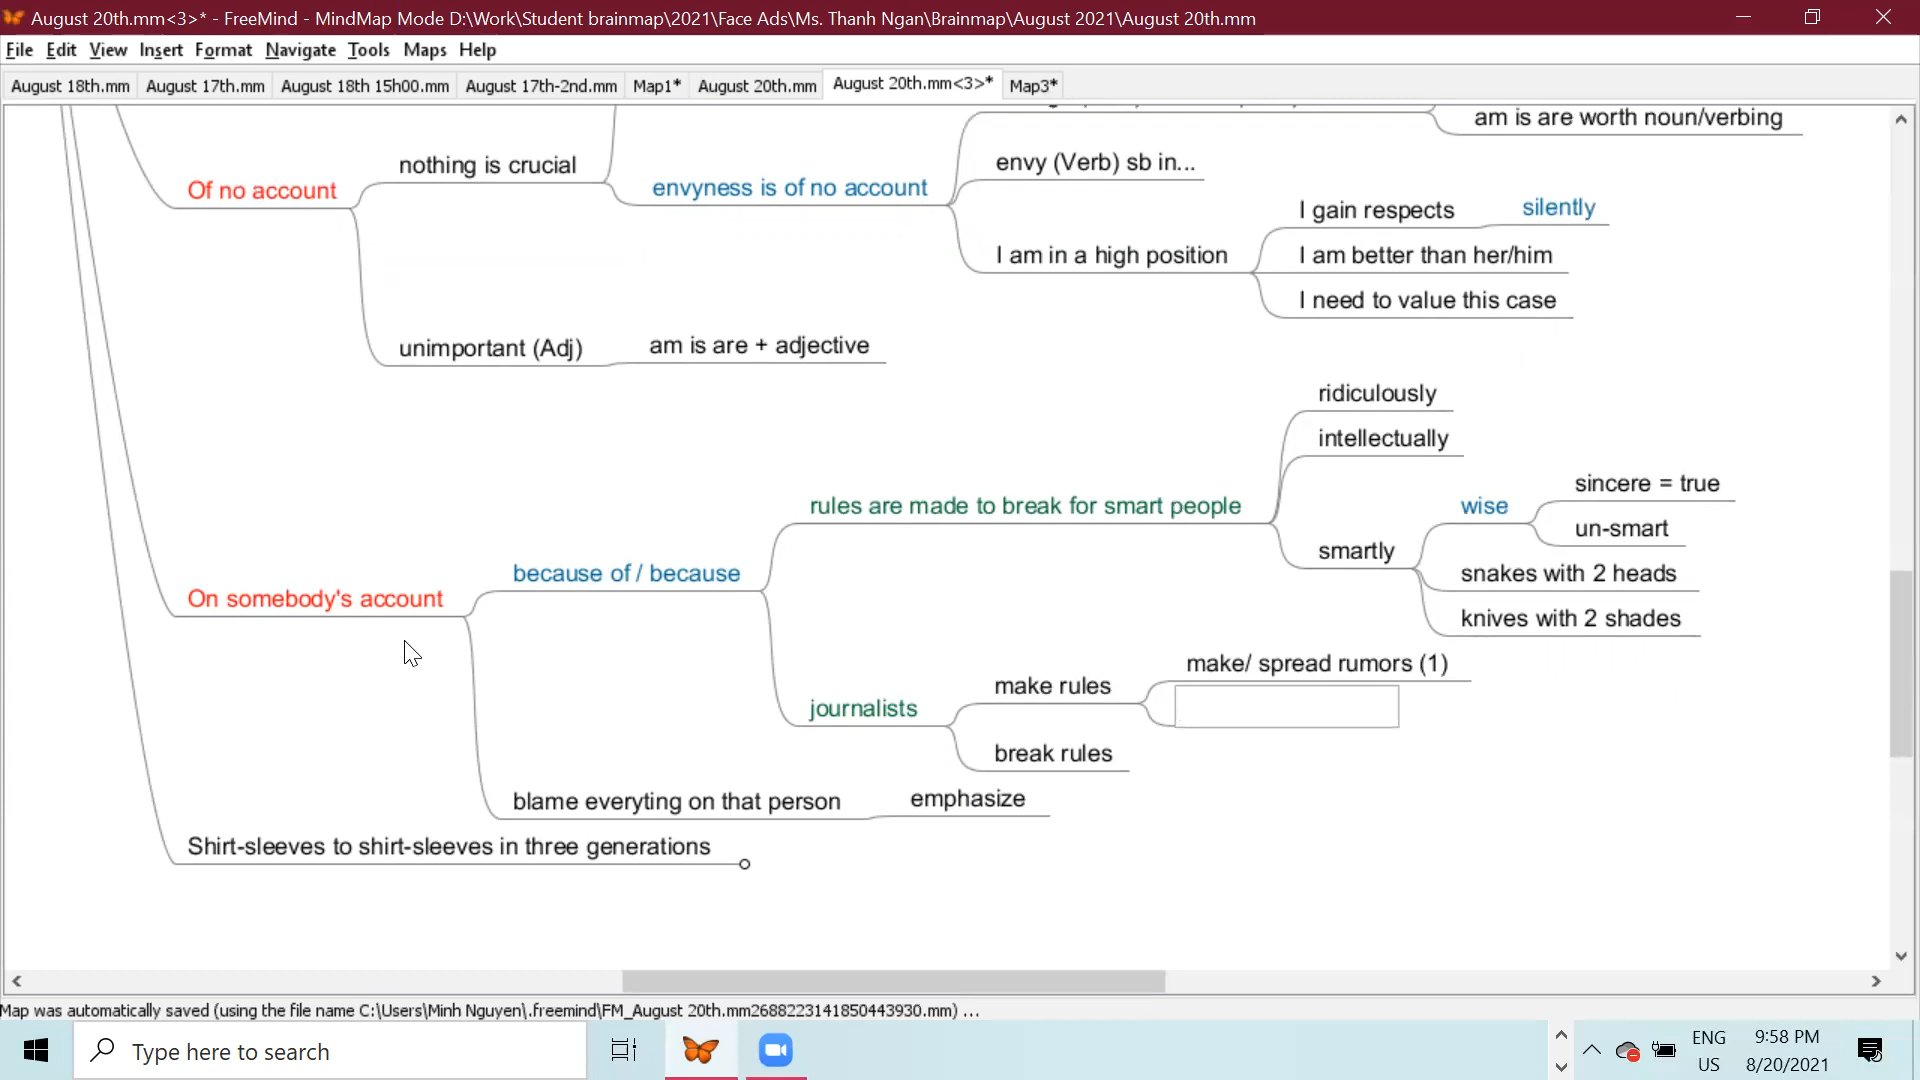 August 20th.mm<3>* - FreeMind - MindMap Mode D:\Work\Student brainmap\2021\Face Ads\Ms. Thanh Ngan\Brainmap\August 2021\August 20th.mm
File Edit View Insert Format Navigate Tools Maps Help
August 18th.mm August 17th.mm August 18th 15h00.mm August 17th-2nd.mm Map1* August 20th.mm August 20th.mm<3>* Map3*
am is are worth noun/verbing
nothing is crucial
envy (Verb) sb in...
Of no account
envyness is of no account
I gain respects
silently
I am in a high position
I am better than her/him
I need to value this case
unimportant (Adj)
am is are + adjective
ridiculously
intellectually
rules are made to break for smart people
wise
sincere = true
un-smart
smartly
snakes with 2 heads
because of / because
On somebody's account
knives with 2 shades
make/ spread rumors (1)
make rules
journalists
break rules
blame everyting on that person
emphasize
Shirt-sleeves to shirt-sleeves in three generations
Map was automatically saved (using the file name C:\Users\Minh Nguyen\.freemind\FM_August 20th.mm2688223141850443930.mm) ...
Type here to search
ENG
US
9:58 PM
8/20/2021